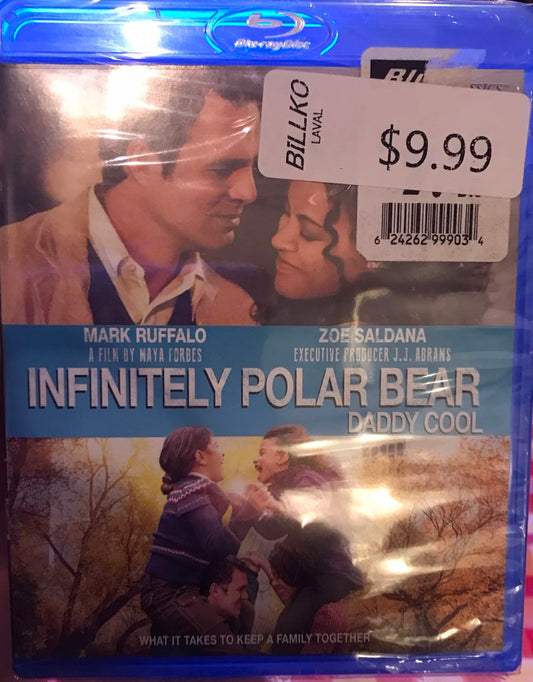 Blu-ray Disc
BiLLKO
LAVAL
$9.99
6 24262 99903 4
MARK RUFFALO
ZOE SALDANA
A FILM BY MAYA FORBES
EXECUTIVE PRODUCER J.J. ABRAMS
INFINITELY POLAR BEAR
DADDY COOL
WHAT IT TAKES TO KEEP A FAMILY TOGETHER